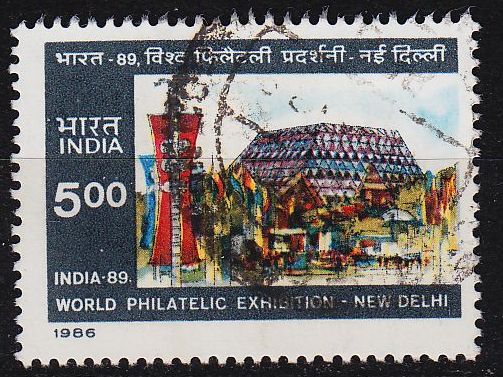 भारत - 89, विश्व फिलैटली प्रदर्शनी - नई दिल्ली
भारत
INDIA
5.00
INDIA-89.
WORLD PHILATELIC EXHIBITION - NEW DELHI
1986